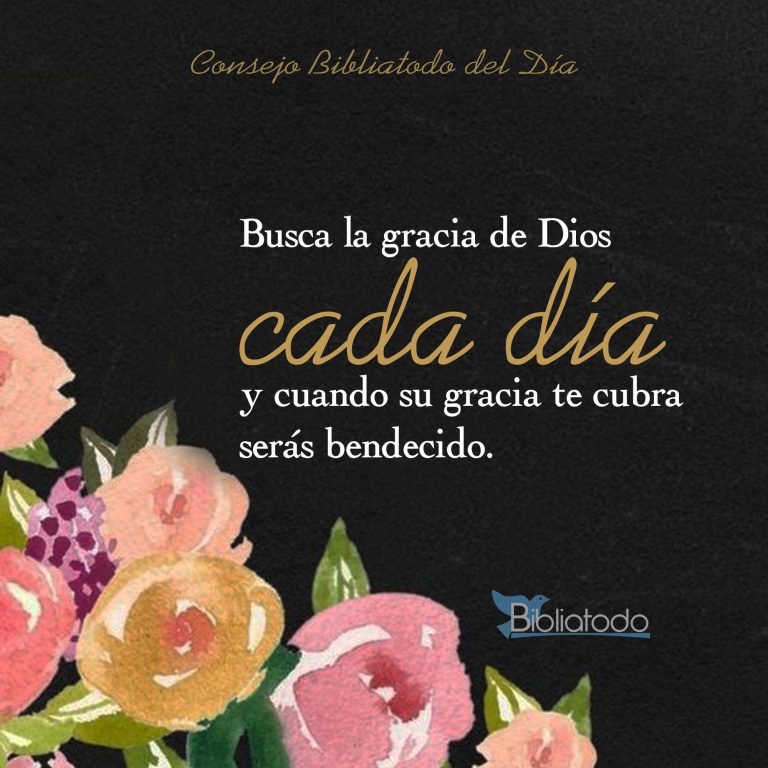 Consejo Bibliatodo del Día
Busca la gracia de Dios
cada día
y cuando su gracia te cubra
serás bendecido.
Bibliatodo